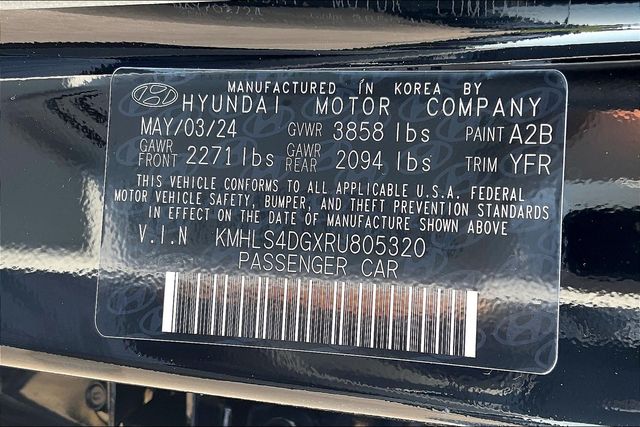 MANUFACTURED IN KOREA BY
HYUNDAI MOTOR COMPANY
MAY/03/24 GVWR 3858 lbs PAINT A2B
GAWR FRONT 2271 lbs GAWR REAR 2094 lbs TRIM YFR
THIS VEHICLE CONFORMS TO ALL APPLICABLE U.S.A. FEDERAL
MOTOR VEHICLE SAFETY, BUMPER, AND THEFT PREVENTION STANDARDS
IN EFFECT ON THE DATE OF MANUFACTURE SHOWN ABOVE
V.I.N KMHLS4DGXRU805320
PASSENGER CAR